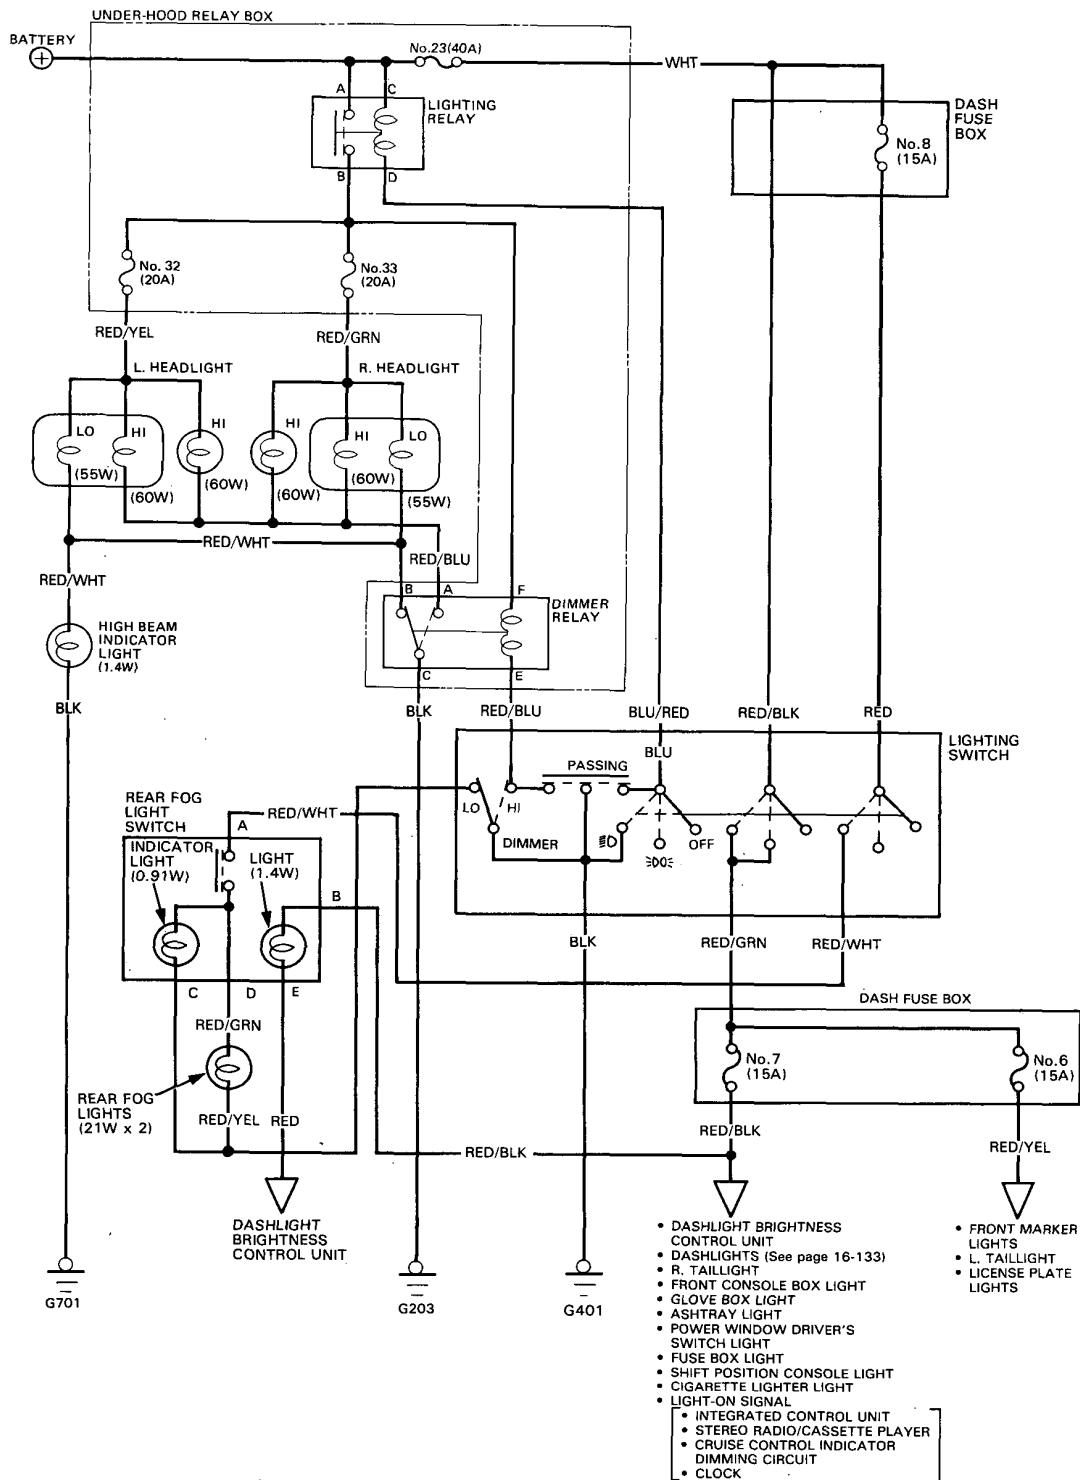 UNDER-HOOD RELAY BOX
BATTERY
No.23(40A)
WHT
A
C
LIGHTING
RELAY
B
D
DASH
FUSE
BOX
No.8
(15A)
No. 32
(20A)
No.33
(20A)
RED/YEL
RED/GRN
L. HEADLIGHT
R. HEADLIGHT
LO
HI
HI
HI
HI
LO
(55W)
(60W)
(60W)
(60W)
(60W)
(55W)
RED/WHT
RED/BLU
RED/WHT
B
A
F
DIMMER
RELAY
C
E
HIGH BEAM
INDICATOR
LIGHT
(1.4W)
BLK
BLK
RED/BLU
BLU/RED
RED/BLK
RED
LIGHTING
SWITCH
BLU
PASSING
LO
HI
DIMMER
OFF
REAR FOG
LIGHT
SWITCH
A
RED/WHT
INDICATOR
LIGHT
(0.91W)
LIGHT
(1.4W)
B
C
D
E
BLK
RED/GRN
RED/WHT
RED/GRN
REAR FOG
LIGHTS
(21W x 2)
RED/YEL
RED
DASH FUSE BOX
No.7
(15A)
No.6
(15A)
RED/BLK
RED/BLK
RED/YEL
DASHLIGHT
BRIGHTNESS
CONTROL UNIT
G701
G203
G401
• DASHLIGHT BRIGHTNESS
CONTROL UNIT
• DASHLIGHTS (See page 16-133)
• R. TAILLIGHT
• FRONT CONSOLE BOX LIGHT
• GLOVE BOX LIGHT
• ASHTRAY LIGHT
• POWER WINDOW DRIVER'S
SWITCH LIGHT
• FUSE BOX LIGHT
• SHIFT POSITION CONSOLE LIGHT
• CIGARETTE LIGHTER LIGHT
• LIGHT-ON SIGNAL
• INTEGRATED CONTROL UNIT
• STEREO RADIO/CASSETTE PLAYER
• CRUISE CONTROL INDICATOR
DIMMING CIRCUIT
• CLOCK
• FRONT MARKER
LIGHTS
• L. TAILLIGHT
• LICENSE PLATE
LIGHTS